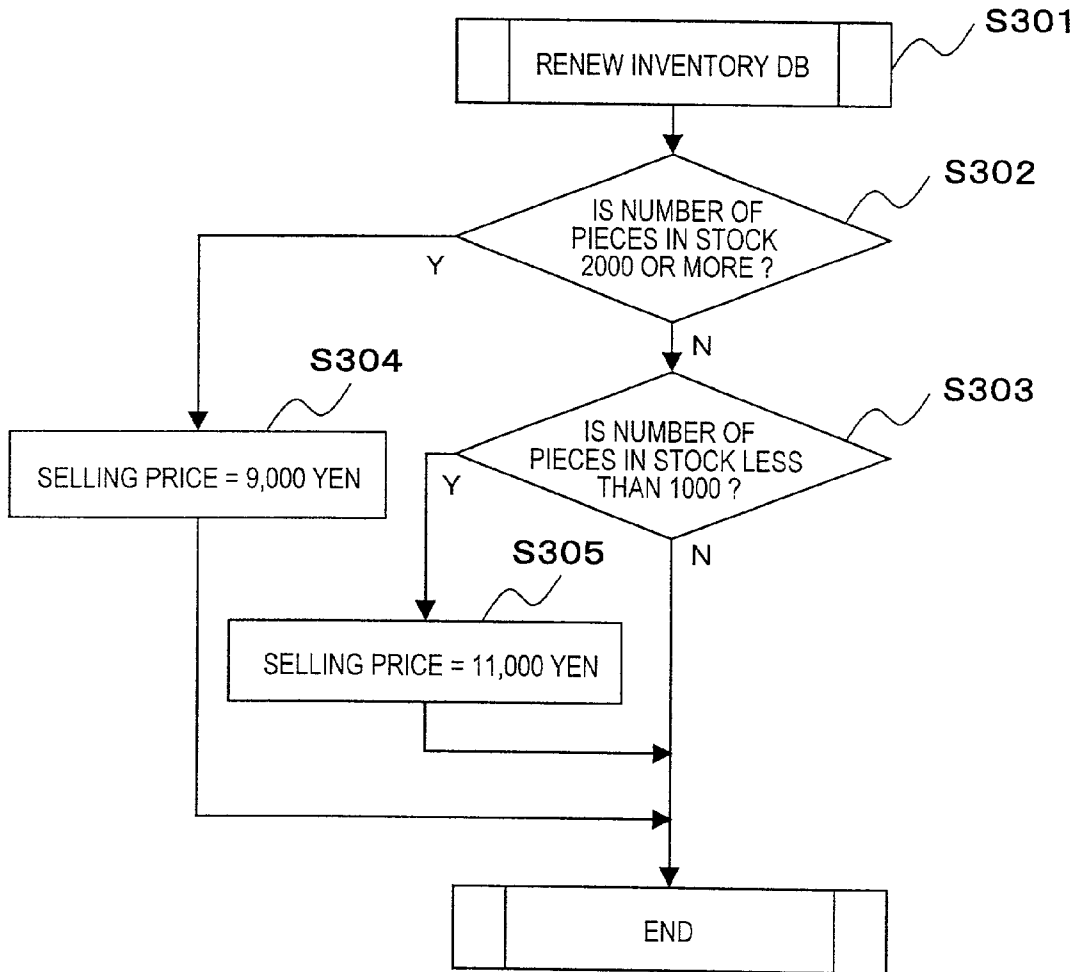 S301
RENEW INVENTORY DB
S302
IS NUMBER OF
PIECES IN STOCK
2000 OR MORE ?
Y
N
S304
S303
SELLING PRICE = 9,000 YEN
IS NUMBER OF
PIECES IN STOCK LESS
THAN 1000 ?
Y
N
S305
SELLING PRICE = 11,000 YEN
END